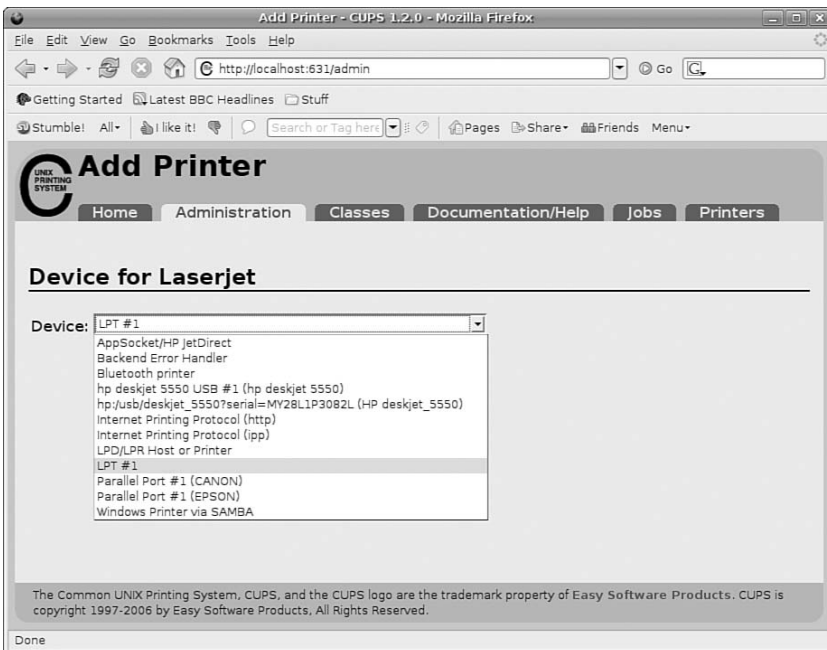 Add Printer - CUPS 1.2.0 - Mozilla Firefox
File Edit View Go Bookmarks Tools Help
http://localhost:631/admin Go G
Getting Started Latest BBC Headlines Stuff
Stumble! All I like it! Search or Tag here Pages Share Friends Menu
UNIX
PRINTING
SYSTEM
Add Printer
Home Administration Classes Documentation/Help Jobs Printers
Device for Laserjet
Device: LPT #1
AppSocket/HP JetDirect
Backend Error Handler
Bluetooth printer
hp deskjet 5550 USB #1 (hp deskjet 5550)
hp:/usb/deskjet_5550?serial=MY28L1P3082L (HP deskjet_5550)
Internet Printing Protocol (http)
Internet Printing Protocol (ipp)
LPD/LPR Host or Printer
LPT #1
Parallel Port #1 (CANON)
Parallel Port #1 (EPSON)
Windows Printer via SAMBA
The Common UNIX Printing System, CUPS, and the CUPS logo are the trademark property of Easy Software Products. CUPS is
copyright 1997-2006 by Easy Software Products, All Rights Reserved.
Done